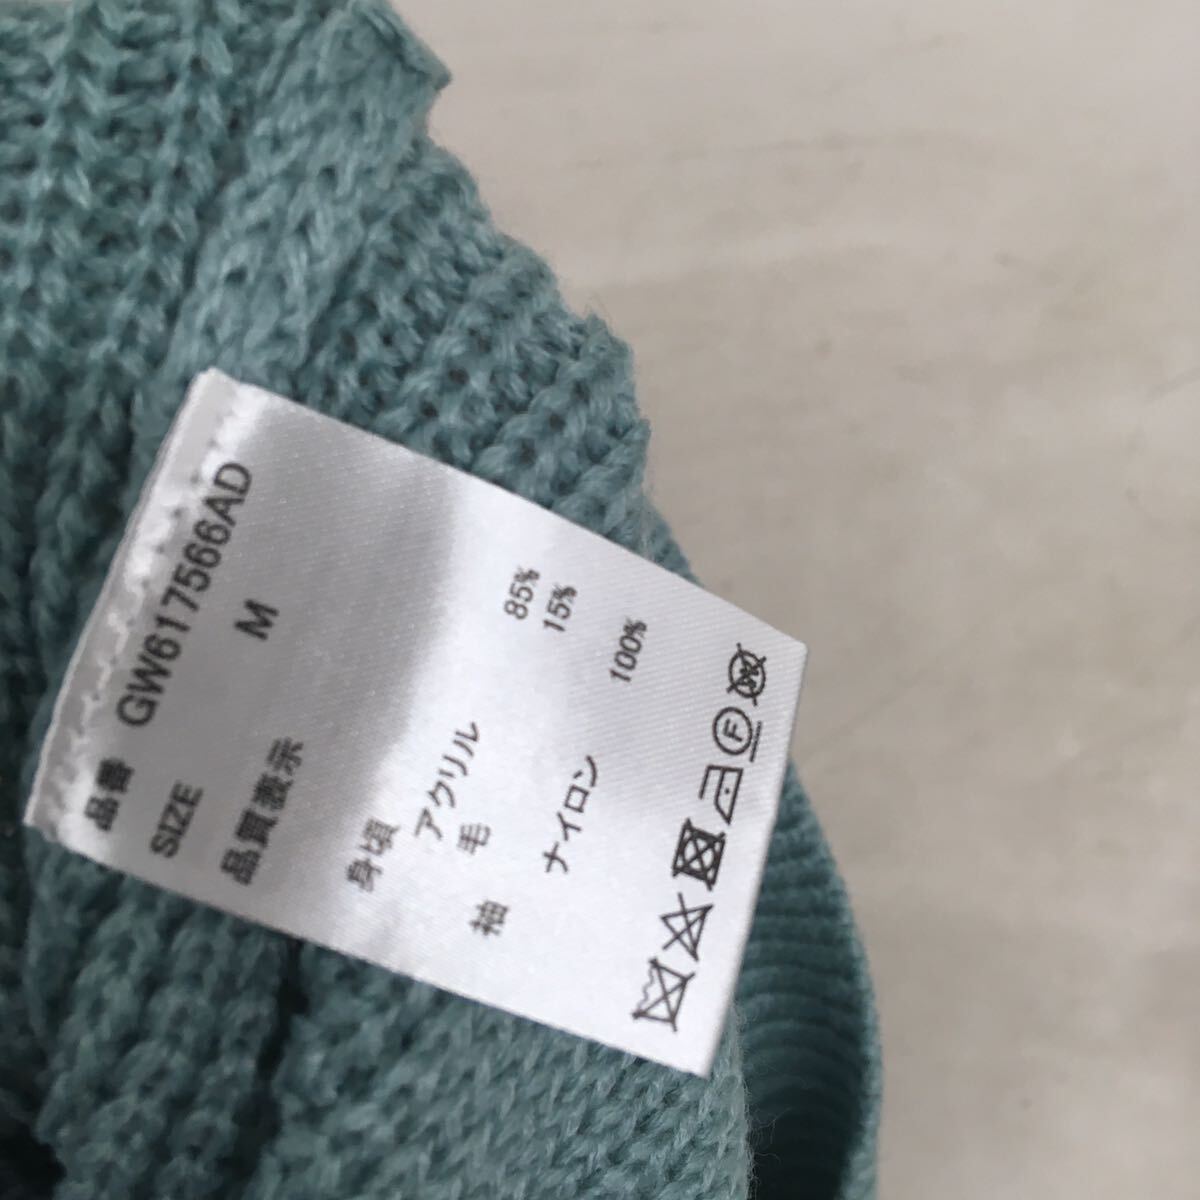 品番 GW617566AD
SIZE M
品質表示
身頃
アクリル 85%
毛 15%
袖
ナイロン 100%
F
W